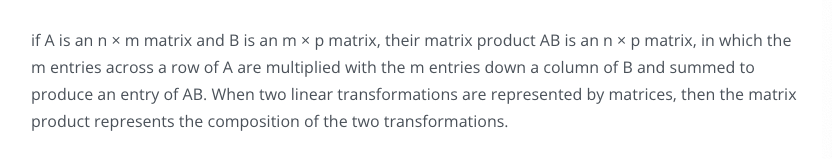 if A is an n × m matrix and B is an m × p matrix, their matrix product AB is an n × p matrix, in which the
m entries across a row of A are multiplied with the m entries down a column of B and summed to
produce an entry of AB. When two linear transformations are represented by matrices, then the matrix
product represents the composition of the two transformations.